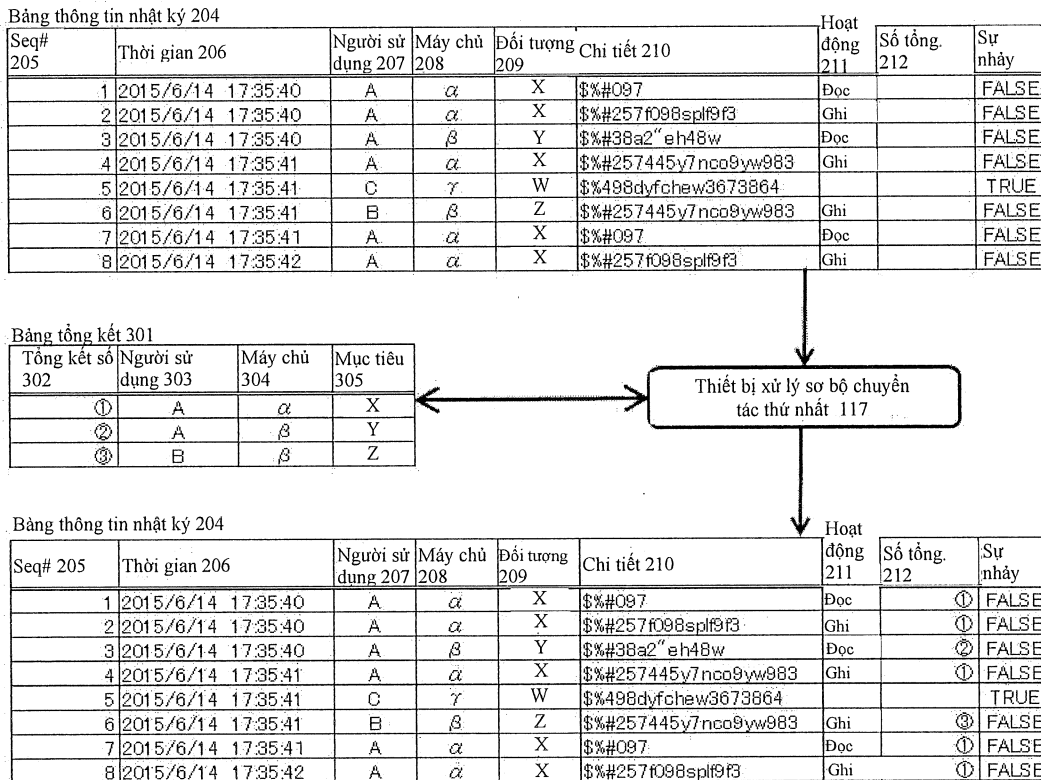 Bảng thông tin nhật ký 204
Seq# 205 Thời gian 206 Người sử dụng 207 Máy chủ 208 Đối tượng 209 Chi tiết 210 Hoạt động 211 Số tổng. 212 Sự nhảy
1 2015/6/14 17:35:40 A α X $%#097 Đọc FALSE
2 2015/6/14 17:35:40 A α X $%#257f098splf9f3 Ghi FALSE
3 2015/6/14 17:35:40 A β Y $%#38a2"eh48w Đọc FALSE
4 2015/6/14 17:35:41 A α X $%#257445y7nco9yw983 Ghi FALSE
5 2015/6/14 17:35:41 C γ W $%498dyfchew3673864 TRUE
6 2015/6/14 17:35:41 B β Z $%#257445y7nco9yw983 Ghi FALSE
7 2015/6/14 17:35:41 A α X $%#097 Đọc FALSE
8 2015/6/14 17:35:42 A α X $%#257f098splf9f3 Ghi FALSE
Bảng tổng kết 301
Tổng kết số 302 Người sử dụng 303 Máy chủ 304 Mục tiêu 305
① A α X
② A β Y
③ B β Z
Thiết bị xử lý sơ bộ chuyển
tác thứ nhất 117
Bảng thông tin nhật ký 204
Seq# 205 Thời gian 206 Người sử dụng 207 Máy chủ 208 Đối tượng 209 Chi tiết 210 Hoạt động 211 Số tổng. 212 Sự nhảy
1 2015/6/14 17:35:40 A α X $%#097 Đọc ① FALSE
2 2015/6/14 17:35:40 A α X $%#257f098splf9f3 Ghi ① FALSE
3 2015/6/14 17:35:40 A β Y $%#38a2"eh48w Đọc ② FALSE
4 2015/6/14 17:35:41 A α X $%#257445y7nco9yw983 Ghi ① FALSE
5 2015/6/14 17:35:41 C γ W $%498dyfchew3673864 TRUE
6 2015/6/14 17:35:41 B β Z $%#257445y7nco9yw983 Ghi ③ FALSE
7 2015/6/14 17:35:41 A α X $%#097 Đọc ① FALSE
8 2015/6/14 17:35:42 A α X $%#257f098splf9f3 Ghi ① FALSE